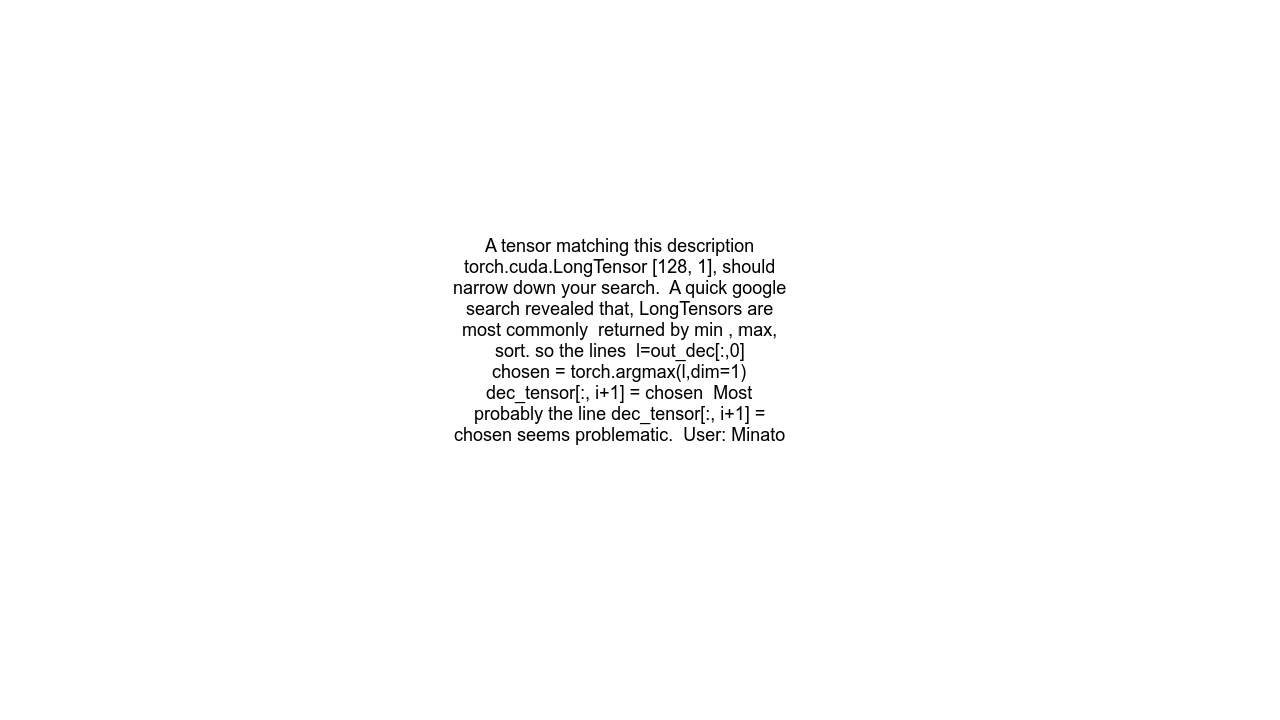 A tensor matching this description
torch.cuda.LongTensor [128, 1], should
narrow down your search.  A quick google
search revealed that, LongTensors are
most commonly  returned by min , max,
sort. so the lines  l=out_dec[:,0]
chosen = torch.argmax(l,dim=1)
dec_tensor[:, i+1] = chosen  Most
probably the line dec_tensor[:, i+1] =
chosen seems problematic.  User: Minato